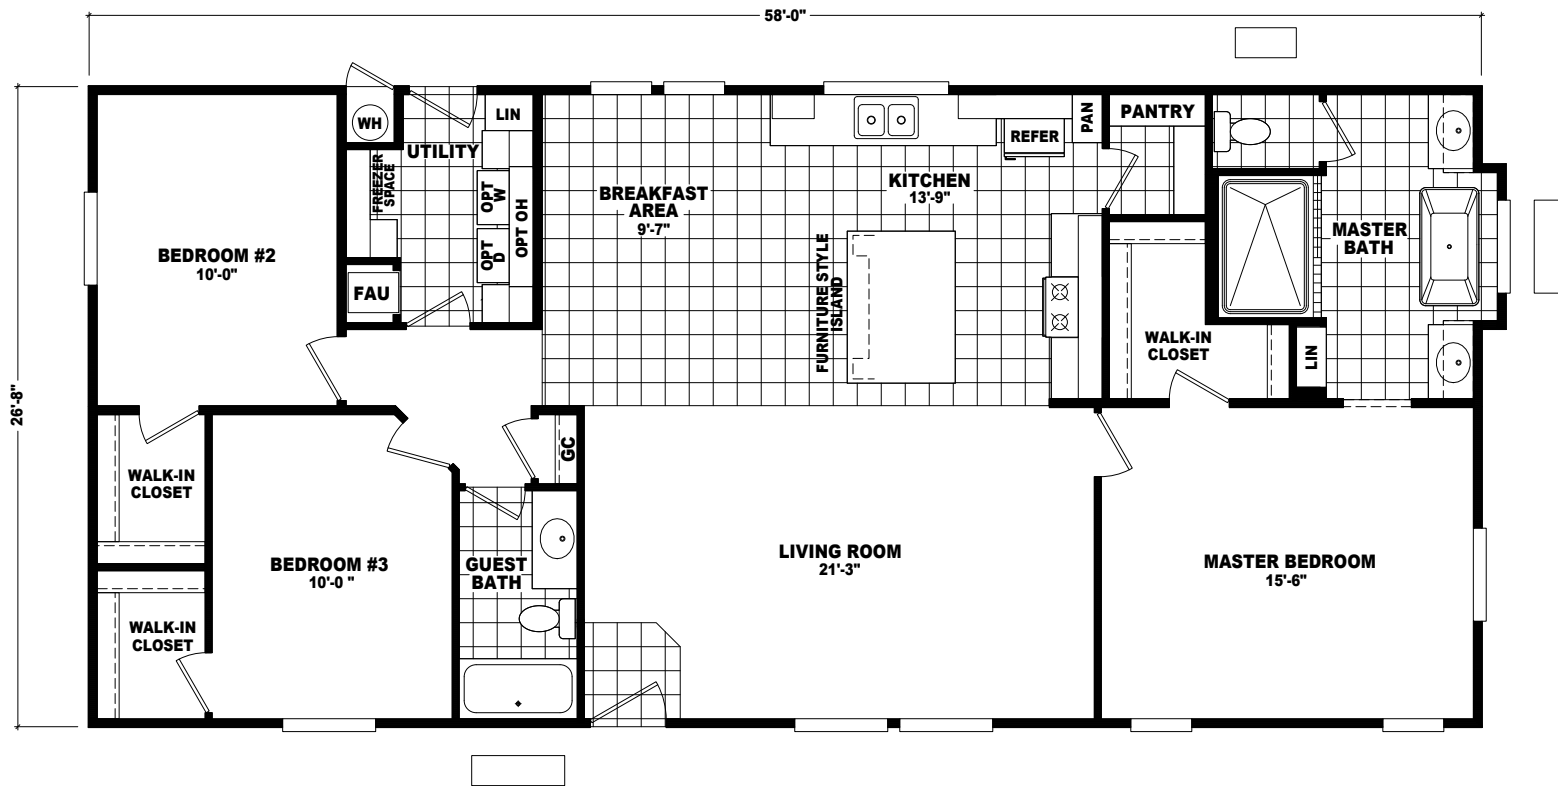 58'-0"
26'-8"
WH
LIN
UTILITY
FREEZER
SPACE
OPT
W
OPT
D
OPT OH
FAU
BEDROOM #2
10'-0"
BREAKFAST
AREA
9'-7"
KITCHEN
13'-9"
REFER
PAN
PANTRY
FURNITURE STYLE
ISLAND
MASTER
BATH
WALK-IN
CLOSET
LIN
WALK-IN
CLOSET
GC
BEDROOM #3
10'-0 "
GUEST
BATH
LIVING ROOM
21'-3"
MASTER BEDROOM
15'-6"
WALK-IN
CLOSET